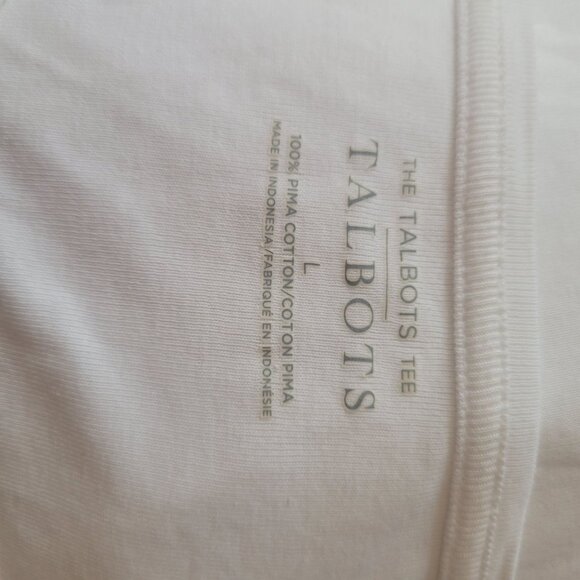 THE TALBOTS TEE
TALBOTS
L
100% PIMA COTTON/COTON PIMA
MADE IN INDONESIA/FABRIQUÉ EN INDONÉSIE